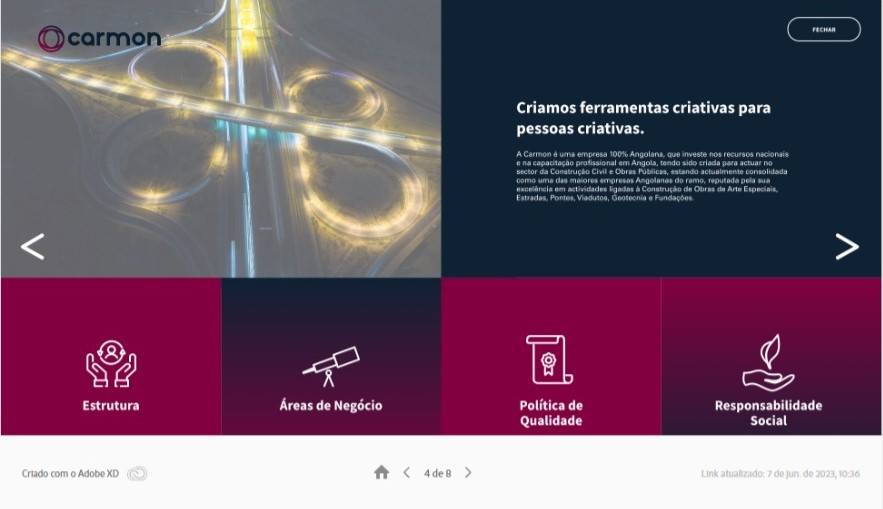 carmon
FECHAR
Criamos ferramentas criativas para
pessoas criativas.
A Carmon é uma empresa 100% Angolana, que investe nos recursos nacionais
e na capacitação profissional em Angola, tendo sido criada para actuar no
sector da Construção Civil e Obras Públicas, estando actualmente consolidada
como uma das maiores empresas Angolanas do ramo, reputada pela sua
excelência em actividades ligadas à Construção de Obras de Arte Especiais,
Estradas, Pontes, Viadutos, Geotecnia e Fundações.
Estrutura
Áreas de Negócio
Política de
Qualidade
Responsabilidade
Social
Criado com o Adobe XD
4 de 8
Link atualizado: 7 de jun. de 2023, 10:36